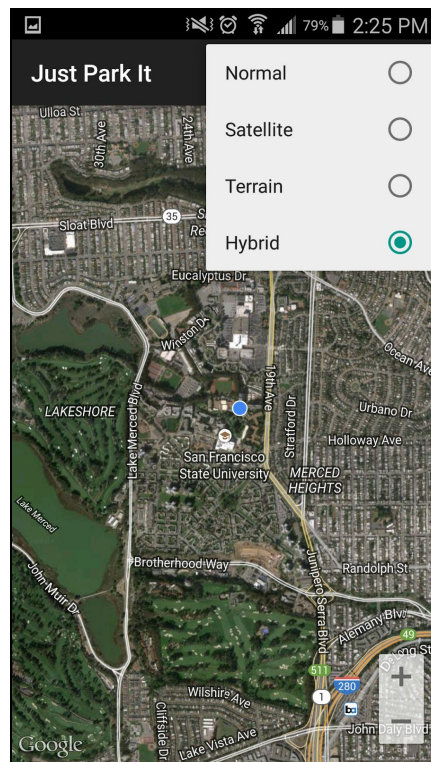 79% 2:25 PM
Just Park It
Normal
Satellite
Terrain
Hybrid
Ulloa St
24th Ave
30th Ave
35
Sloat Blvd
Eucalyptus Dr
Winston Dr
Ocean Ave
19th Ave
LAKESHORE
Lake Merced Blvd
Stratford Dr
Urbano Dr
Holloway Ave
San Francisco
State University
MERCED
HEIGHTS
Lake Merced
Brotherhood Way
Randolph St
John Muir Dr
Junipero Serra Blvd
Alemany Blvd
49
511
280
1
Wilshire Ave
Cliffside Dr
Lake Vista Ave
John Daly Blvd
Google